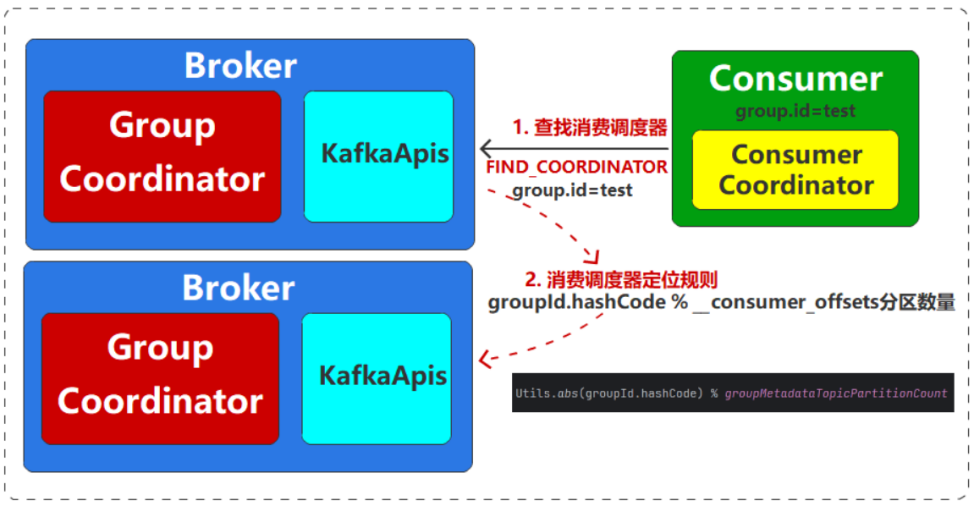 Broker
Group
Coordinator
KafkaApis
Consumer
group.id=test
Consumer
Coordinator
1. 查找消费调度器
FIND_COORDINATOR
group.id=test
2. 消费调度器定位规则
groupId.hashCode % __consumer_offsets分区数量
Broker
Group
Coordinator
KafkaApis
Utils.abs(groupId.hashCode) % groupMetadataTopicPartitionCount